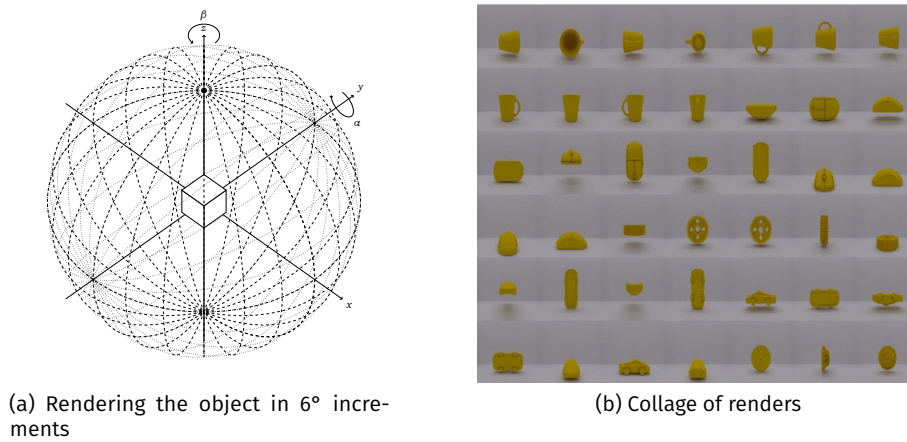 β
z
y
α
x
(a) Rendering the object in 6° incre-
ments
(b) Collage of renders